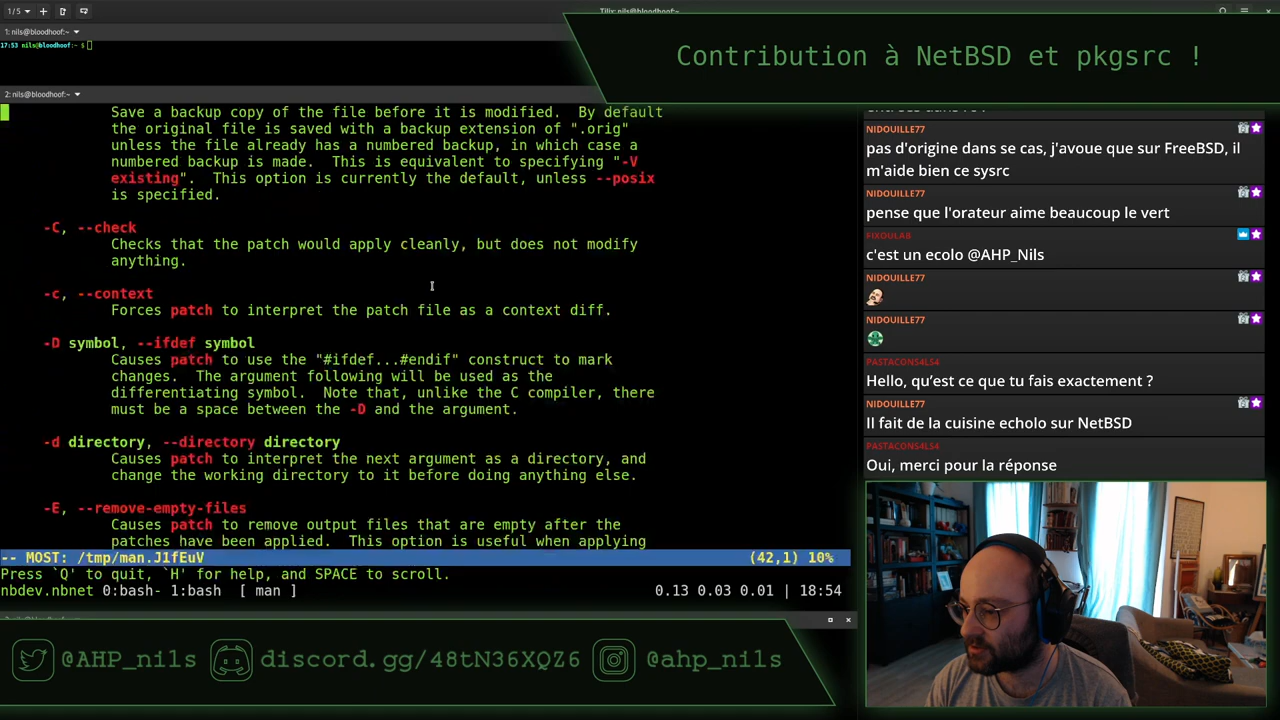 1/5
Tilix: nils@bloodhoof:~
1: nils@bloodhoof:~
17:53 nils@bloodhoof:~ $
Contribution à NetBSD et pkgsrc !
2: nils@bloodhoof:~
Save a backup copy of the file before it is modified.  By default
the original file is saved with a backup extension of ".orig"
unless the file already has a numbered backup, in which case a
numbered backup is made.  This is equivalent to specifying "-V
existing".  This option is currently the default, unless --posix
is specified.
-C, --check
Checks that the patch would apply cleanly, but does not modify
anything.
-c, --context
Forces patch to interpret the patch file as a context diff.
-D symbol, --ifdef symbol
Causes patch to use the "#ifdef...#endif" construct to mark
changes.  The argument following will be used as the
differentiating symbol.  Note that, unlike the C compiler, there
must be a space between the -D and the argument.
-d directory, --directory directory
Causes patch to interpret the next argument as a directory, and
change the working directory to it before doing anything else.
-E, --remove-empty-files
Causes patch to remove output files that are empty after the
patches have been applied.  This option is useful when applying
-- MOST: /tmp/man.J1fEuV (42,1) 10%
Press `Q' to quit, `H' for help, and SPACE to scroll.
nbdev.nbnet 0:bash- 1:bash  [ man ] 0.13 0.03 0.01 | 18:54
NIDOUILLE77
pas d'origine dans se cas, j'avoue que sur FreeBSD, il
m'aide bien ce sysrc
NIDOUILLE77
pense que l'orateur aime beaucoup le vert
FIXOULAB
c'est un ecolo @AHP_Nils
NIDOUILLE77
NIDOUILLE77
PASTACONS4LS4
Hello, qu’est ce que tu fais exactement ?
NIDOUILLE77
Il fait de la cuisine echolo sur NetBSD
PASTACONS4LS4
Oui, merci pour la réponse
@AHP_nils
discord.gg/48tN36XQZ6
@ahp_nils